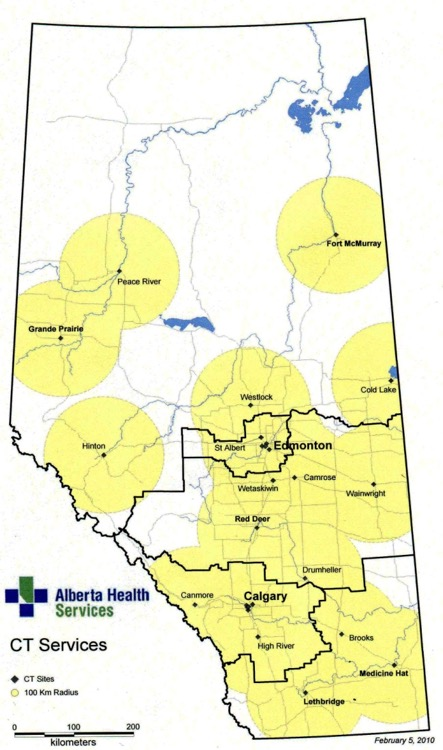 Fort McMurray
Peace River
Grande Prairie
Cold Lake
Westlock
Hinton
St Albert
Edmonton
Wetaskiwin
Camrose
Wainwright
Red Deer
Drumheller
Alberta Health
Services
Canmore
Calgary
CT Services
High River
Brooks
Medicine Hat
CT Sites
100 Km Radius
Lethbridge
0 100 200
kilometers
February 5, 2010